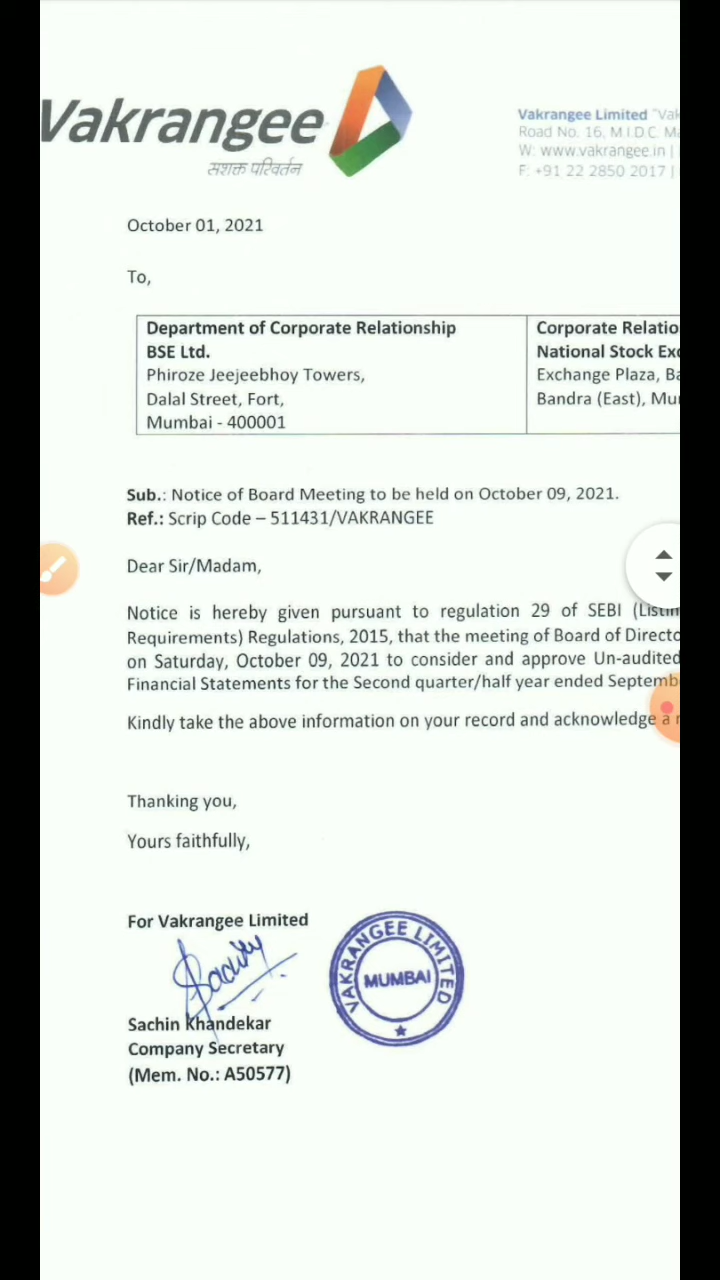 Vakrangee
सशक्त परिवर्तन
Vakrangee Limited "Vak
Road No. 16, M.I.D.C. Ma
W: www.vakrangee.in |
F: +91 22 2850 2017 |
October 01, 2021
To,
Department of Corporate Relationship
BSE Ltd.
Phiroze Jeejeebhoy Towers,
Dalal Street, Fort,
Mumbai - 400001
Corporate Relatio
National Stock Exc
Exchange Plaza, Ba
Bandra (East), Mu
Sub.: Notice of Board Meeting to be held on October 09, 2021.
Ref.: Scrip Code – 511431/VAKRANGEE
Dear Sir/Madam,
Notice is hereby given pursuant to regulation 29 of SEBI (Listin
Requirements) Regulations, 2015, that the meeting of Board of Directo
on Saturday, October 09, 2021 to consider and approve Un-audited
Financial Statements for the Second quarter/half year ended Septemb
Kindly take the above information on your record and acknowledge a
Thanking you,
Yours faithfully,
For Vakrangee Limited
VAKRANGEE LIMITED
MUMBAI
Sachin Khandekar
Company Secretary
(Mem. No.: A50577)